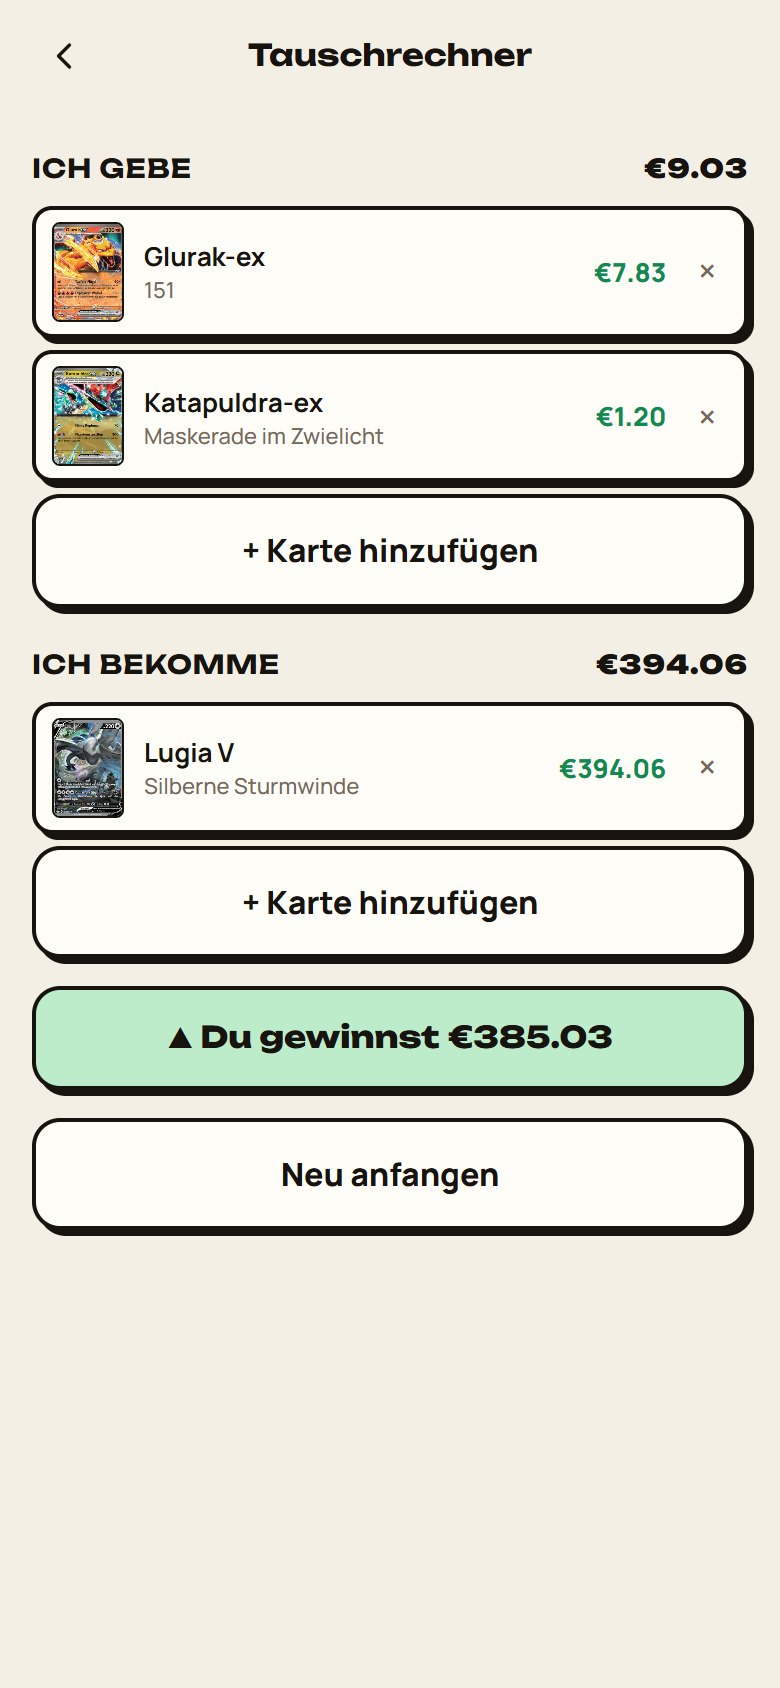 Tauschrechner
ICH GEBE €9.03
Glurak-ex
151
€7.83 ×
Katapuldra-ex
Maskerade im Zwielicht
€1.20 ×
+ Karte hinzufügen
ICH BEKOMME €394.06
Lugia V
Silberne Sturmwinde
€394.06 ×
+ Karte hinzufügen
▲ Du gewinnst €385.03
Neu anfangen